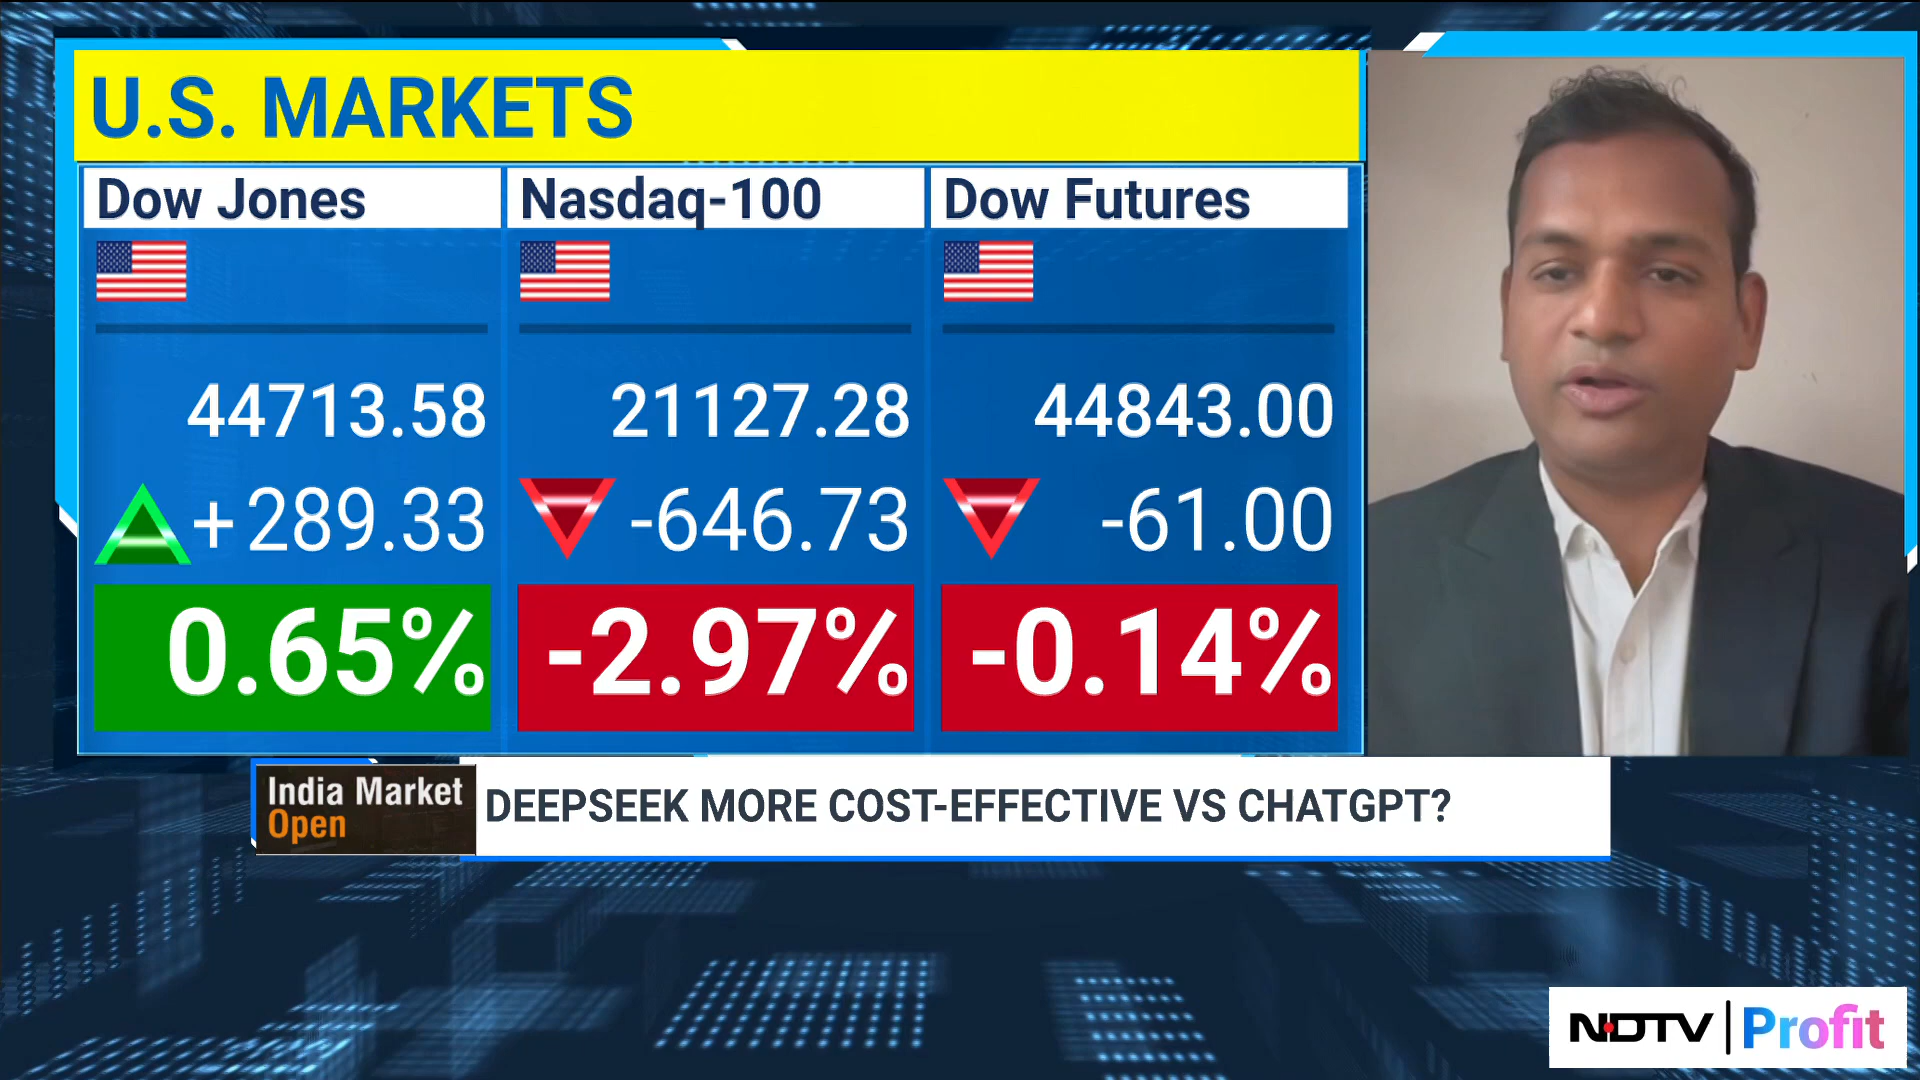 U.S. MARKETS
Dow Jones
44713.58
+289.33
0.65%
Nasdaq-100
21127.28
-646.73
-2.97%
Dow Futures
44843.00
-61.00
-0.14%
India Market
Open
DEEPSEEK MORE COST-EFFECTIVE VS CHATGPT?
NDTV | Profit